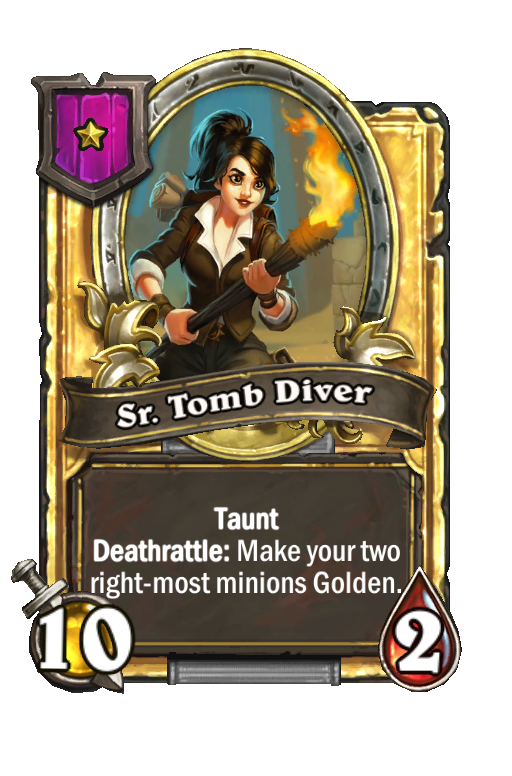 Sr. Tomb Diver
Taunt
Deathrattle: Make your two
right-most minions Golden.
10
2